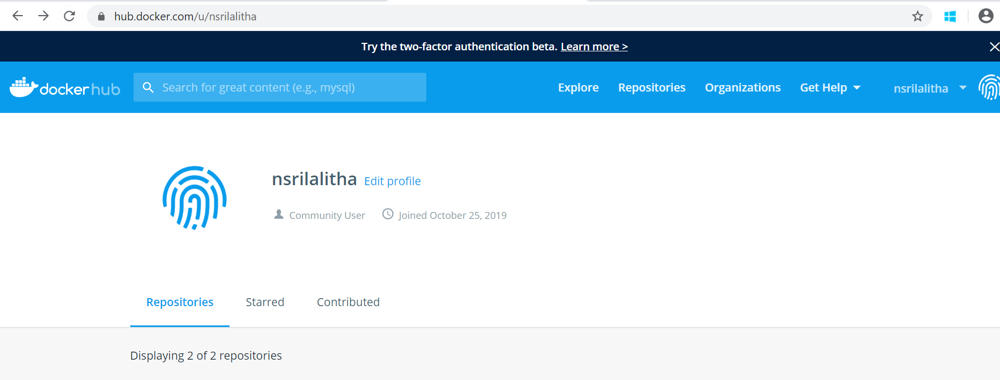 hub.docker.com/u/nsrilalitha
Try the two-factor authentication beta. Learn more >
docker hub
Search for great content (e.g., mysql)
Explore
Repositories
Organizations
Get Help
nsrilalitha
nsrilalitha Edit profile
Community User
Joined October 25, 2019
Repositories
Starred
Contributed
Displaying 2 of 2 repositories